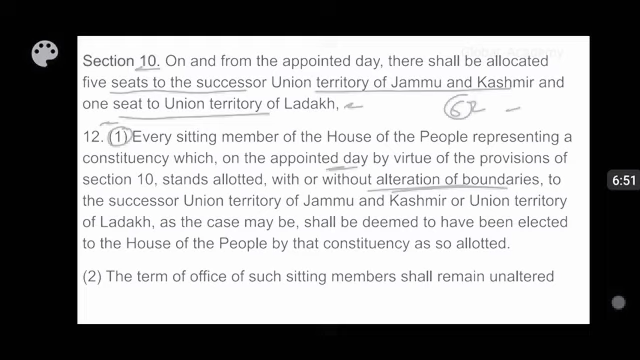 Section 10. On and from the appointed day, there shall be allocated
five seats to the successor Union territory of Jammu and Kashmir and
one seat to Union territory of Ladakh,
62
12. (1) Every sitting member of the House of the People representing a
constituency which, on the appointed day by virtue of the provisions of
section 10, stands allotted, with or without alteration of boundaries, to
the successor Union territory of Jammu and Kashmir or Union territory
of Ladakh, as the case may be, shall be deemed to have been elected
to the House of the People by that constituency as so allotted.
(2) The term of office of such sitting members shall remain unaltered
6:51